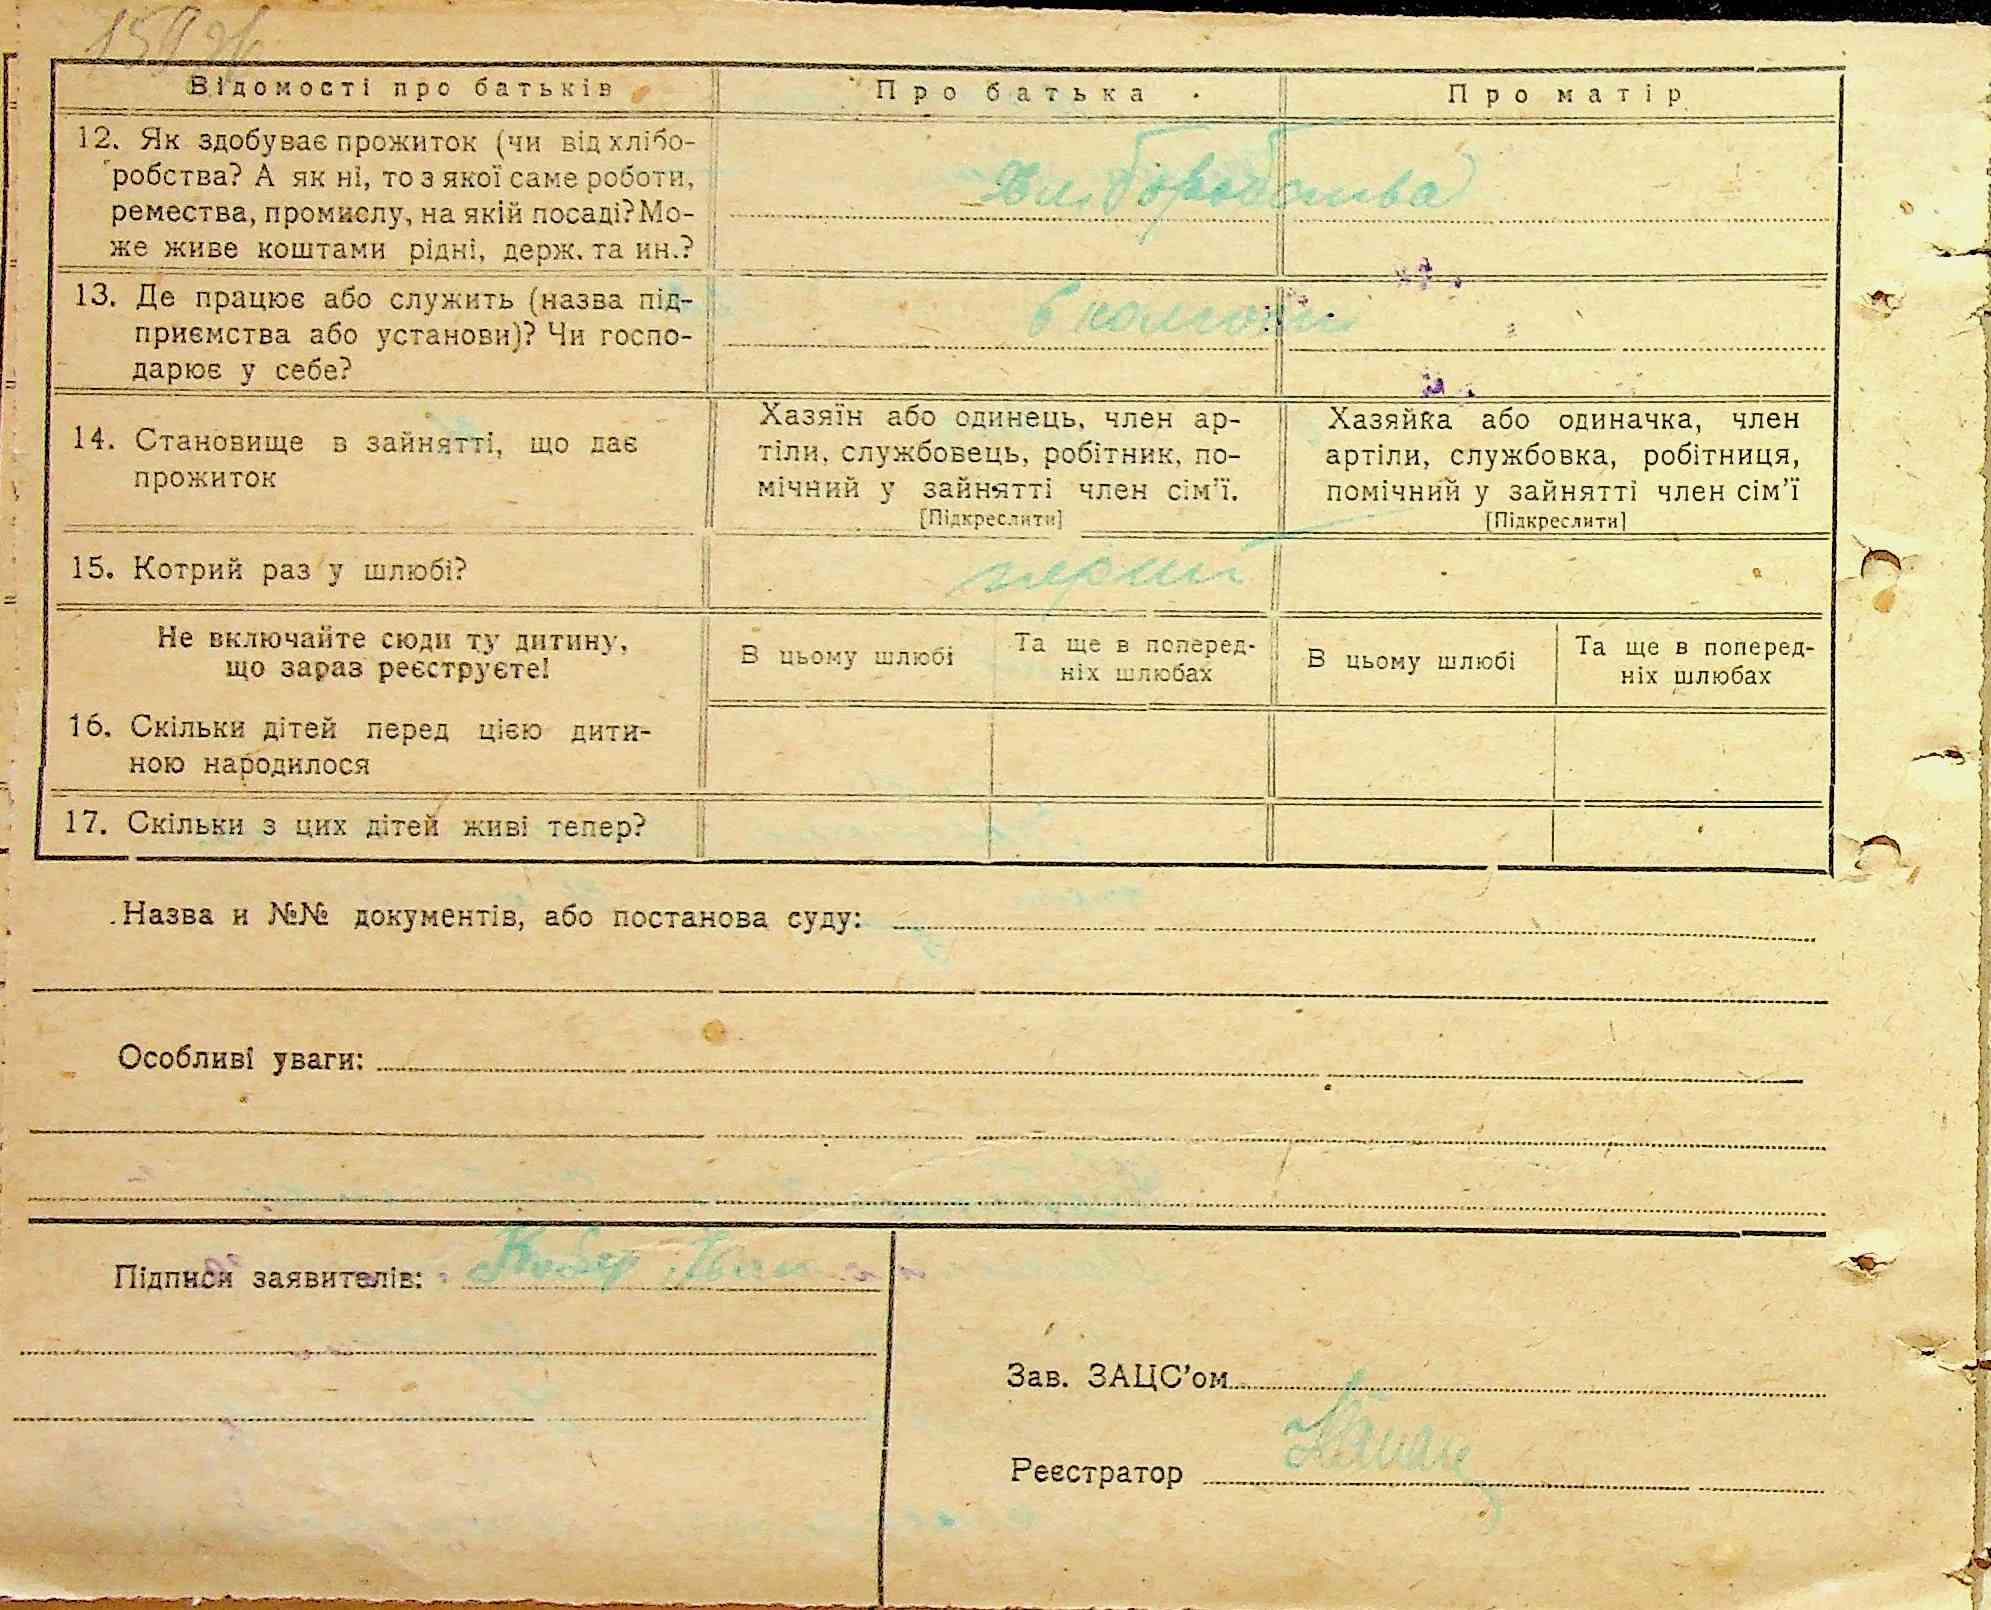 Відомості про батьків
Про батька
Про матір
12. Як здобуває прожиток (чи від хлібо-
робства? А як ні, то з якої саме роботи,
ремества, промислу, на якій посаді? Мо-
же живе коштами рідні, держ. та ин.?
хліборобства
13. Де працює або служить (назва під-
приємства або установи)? Чи госпо-
дарює у себе?
в колгоспі
14. Становище в зайнятті, що дає
прожиток
Хазяїн або одинець, член ар-
тіли, службовець, робітник, по-
мічний у зайнятті член сім'ї.
[Підкреслити]
Хазяйка або одиначка, член
артіли, службовка, робітниця,
помічний у зайнятті член сім'ї
[Підкреслити]
15. Котрий раз у шлюбі?
перший
Не включайте сюди ту дитину,
що зараз реєструєте!
В цьому шлюбі
Та ще в поперед-
ніх шлюбах
В цьому шлюбі
Та ще в поперед-
ніх шлюбах
16. Скільки дітей перед цією дити-
ною народилося
17. Скільки з цих дітей живі тепер?
Назва и №№ документів, або постанова суду:
Особливі уваги:
Підписи заявителів:
Зав. ЗАЦС'ом
Реєстратор